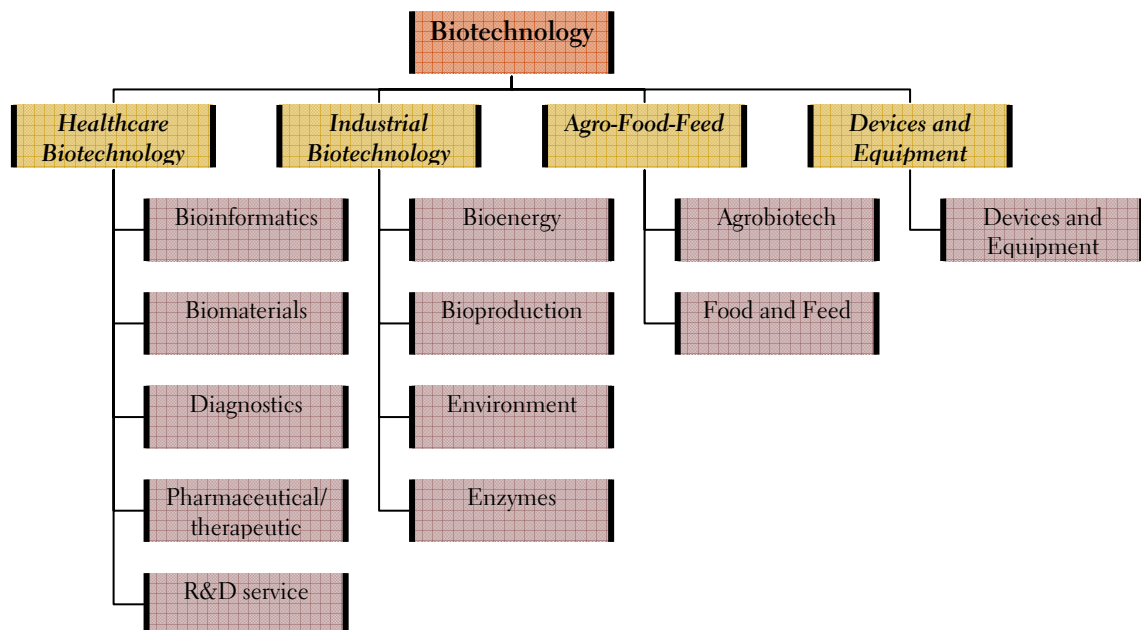 Biotechnology
Healthcare
Biotechnology
Industrial
Biotechnology
Agro-Food-Feed
Devices and
Equipment
Bioinformatics
Bioenergy
Agrobiotech
Devices and
Equipment
Biomaterials
Bioproduction
Food and Feed
Diagnostics
Environment
Pharmaceutical/
therapeutic
Enzymes
R&D service